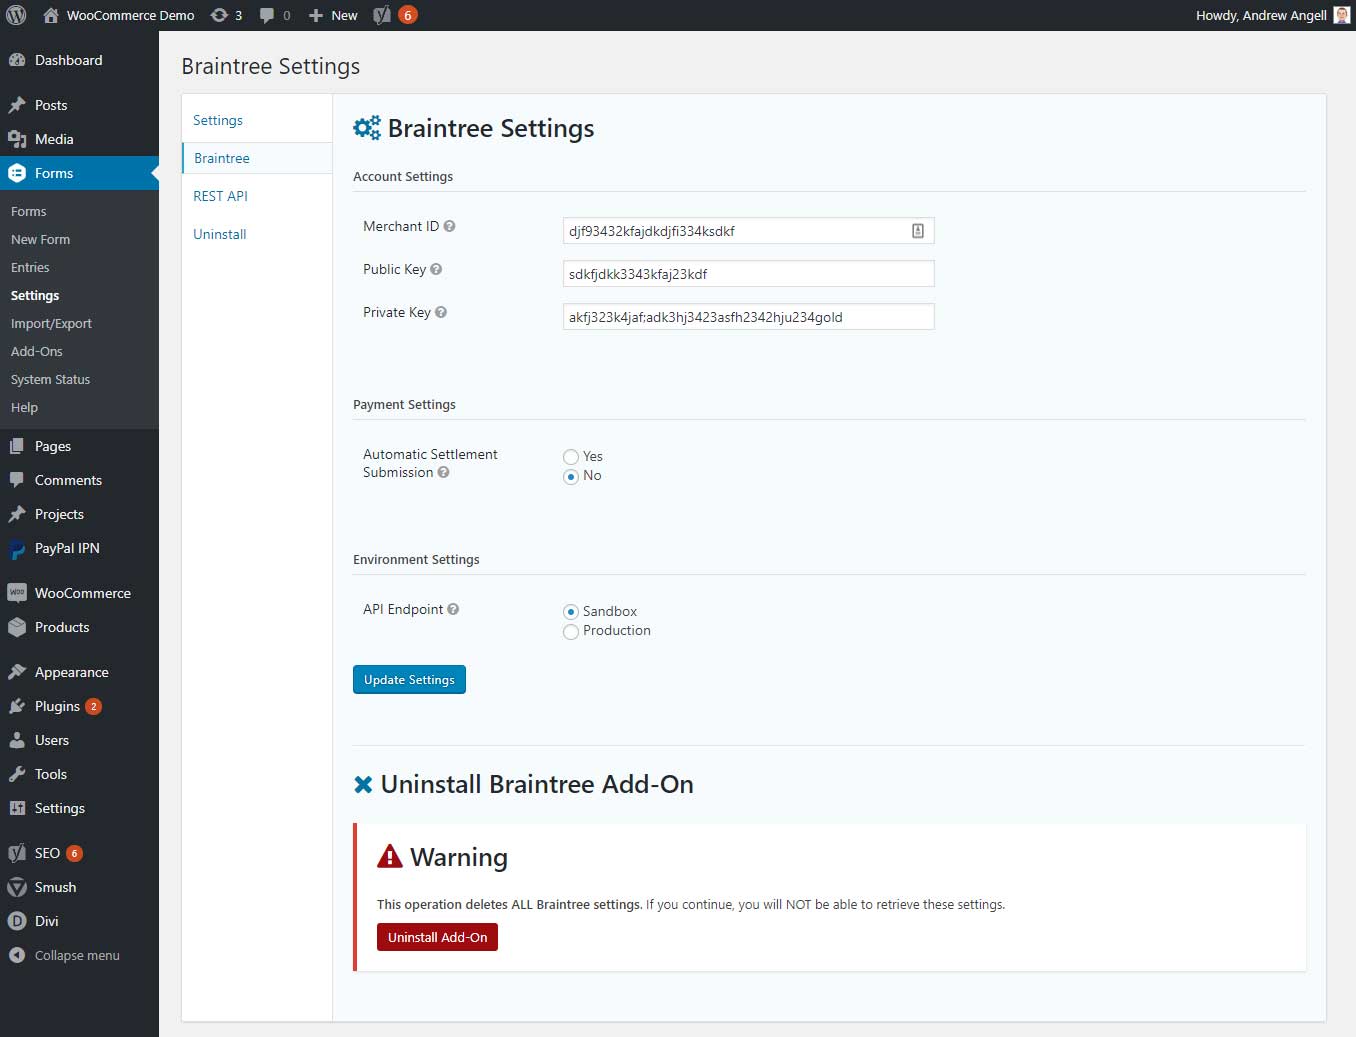 WooCommerce Demo 3 0 New 6 Howdy, Andrew Angell
Dashboard
Posts
Media
Forms
Forms
New Form
Entries
Settings
Import/Export
Add-Ons
System Status
Help
Pages
Comments
Projects
PayPal IPN
WooCommerce
Products
Appearance
Plugins 2
Users
Tools
Settings
SEO 6
Smush
Divi
Collapse menu
Braintree Settings
Settings
Braintree
REST API
Uninstall
Braintree Settings
Account Settings
Merchant ID djf93432kfajdkdjfi334ksdkf
Public Key sdkfjdkk3343kfaj23kdf
Private Key akfj323k4jaf;adk3hj3423asfh2342hju234gold
Payment Settings
Automatic Settlement
Submission
Yes
No
Environment Settings
API Endpoint
Sandbox
Production
Update Settings
Uninstall Braintree Add-On
Warning
This operation deletes ALL Braintree settings. If you continue, you will NOT be able to retrieve these settings.
Uninstall Add-On